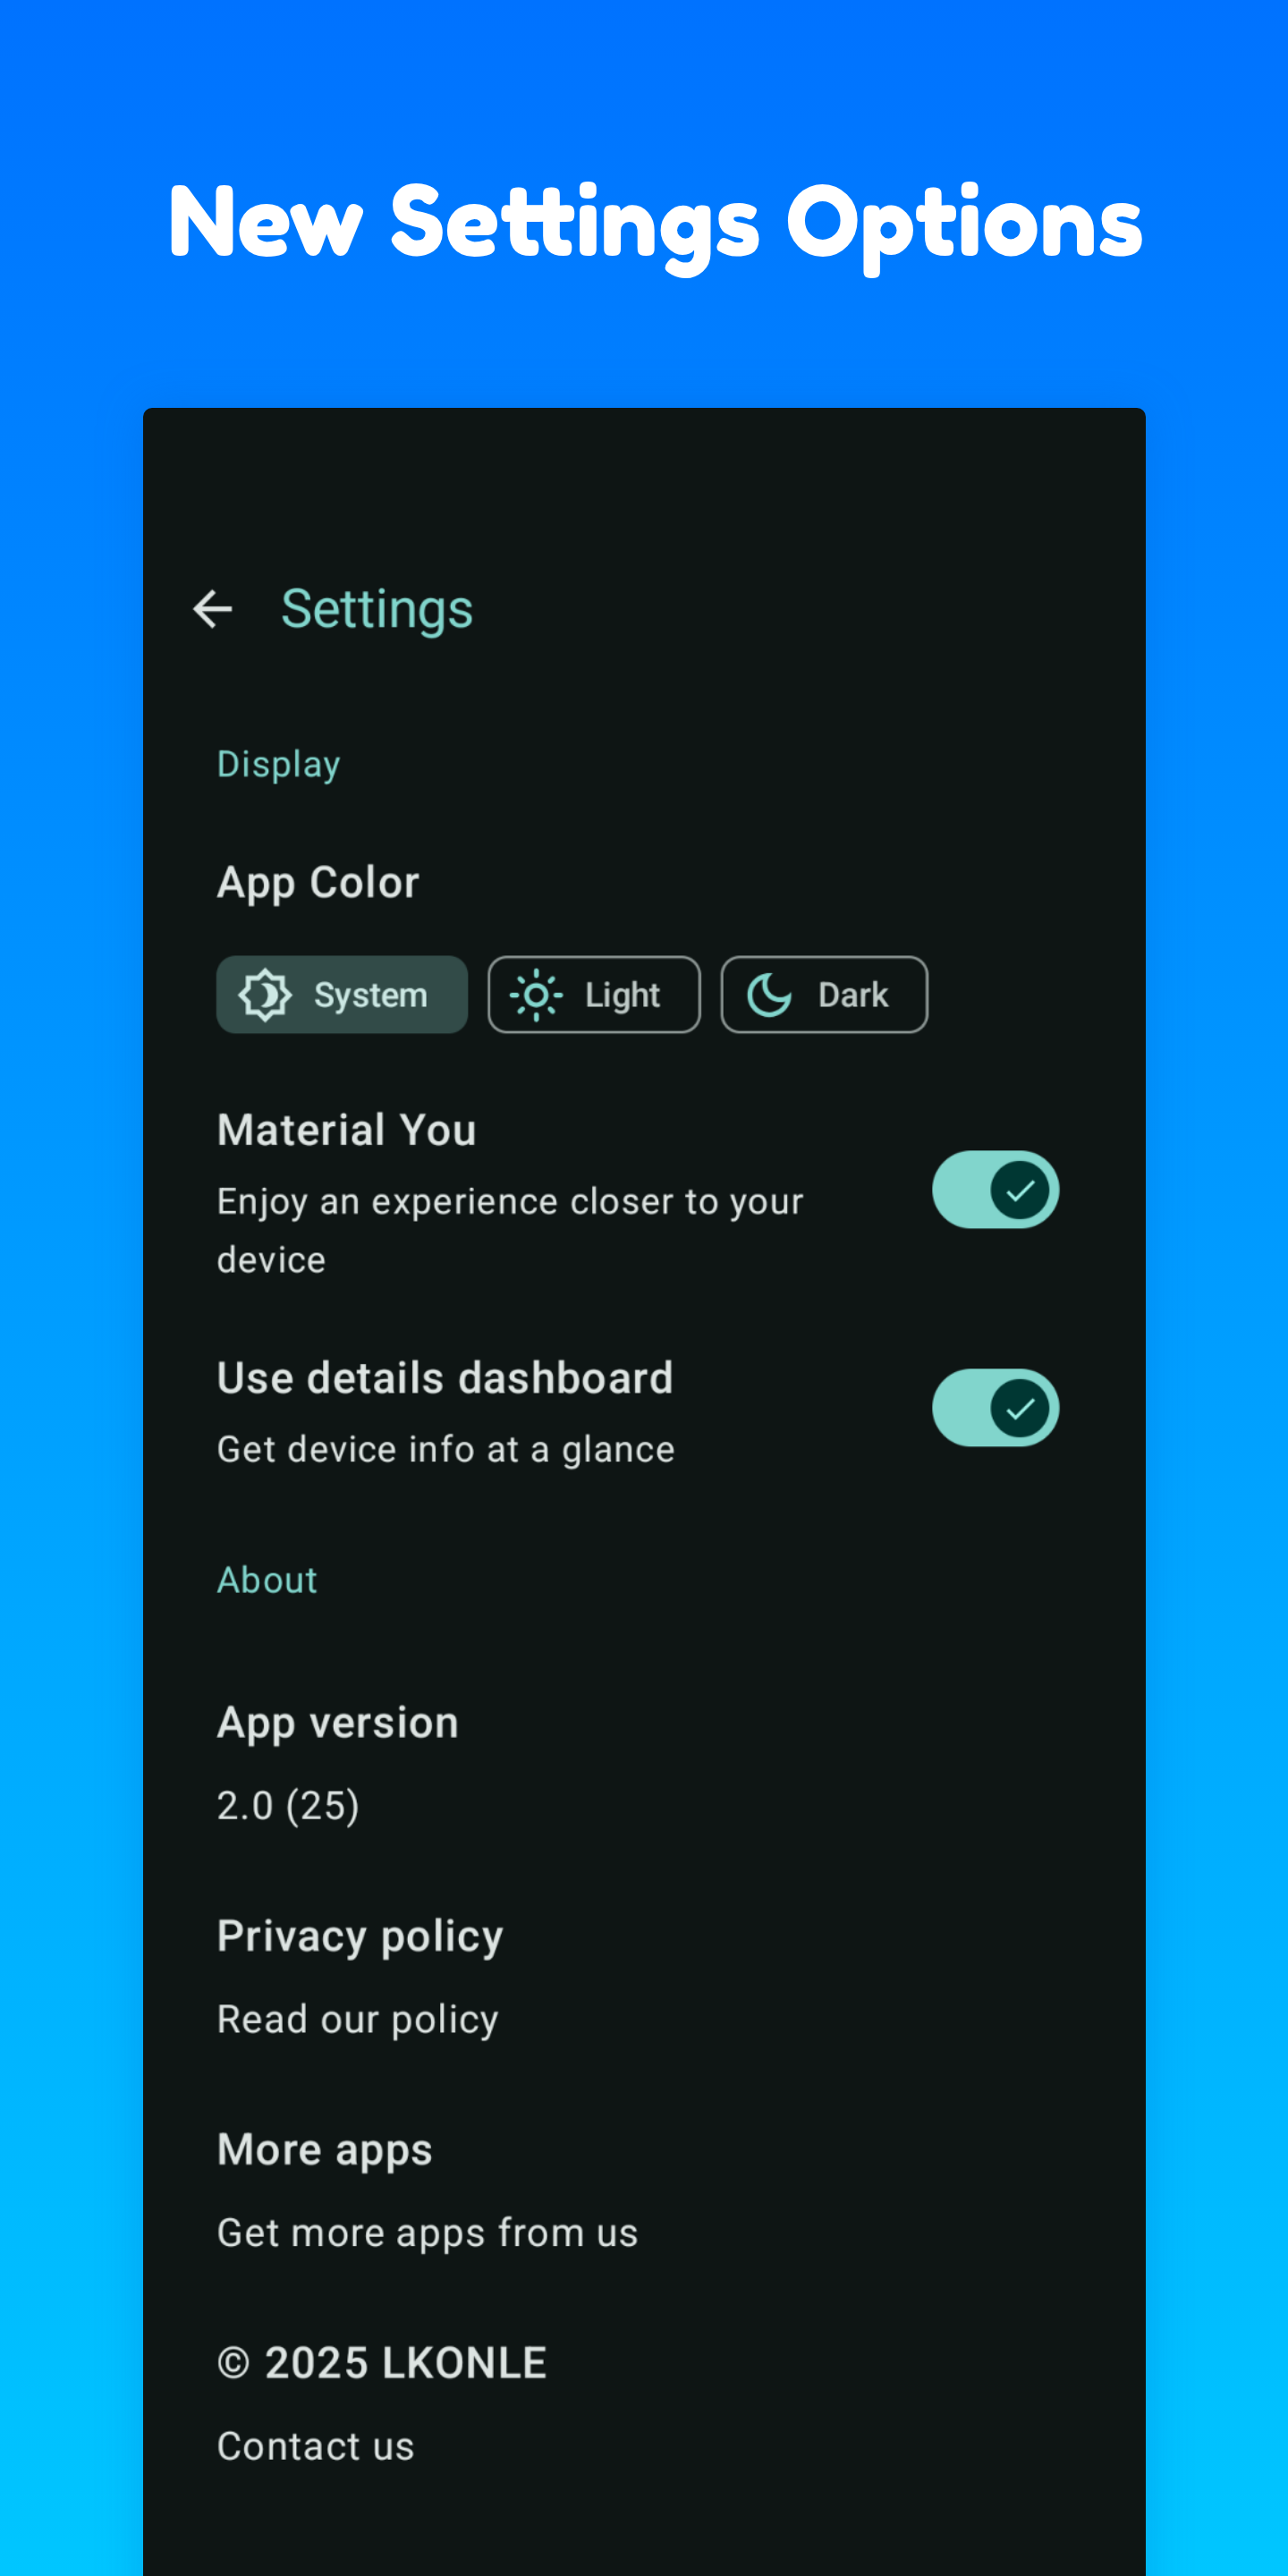 New Settings Options
Settings
Display
App Color
System Light Dark
Material You
Enjoy an experience closer to your
device
Use details dashboard
Get device info at a glance
About
App version
2.0 (25)
Privacy policy
Read our policy
More apps
Get more apps from us
© 2025 LKONLE
Contact us